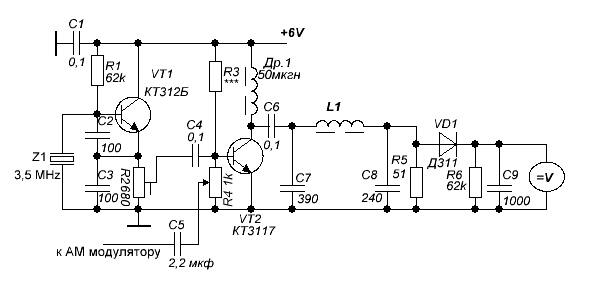 C1
0,1
+6V
R1
62k
VT1
КТ312Б
R3
***
Др.1
50мкгн
C6
0,1
L1
VD1
Д311
C2
100
C4
0,1
Z1
3,5 MHz
C3
100
R2680
R4 1k
VT2
КТ3117
C7
390
C8
240
R5
51
R6
62k
C9
1000
=V
C5
2,2 мкф
к АМ модулятору